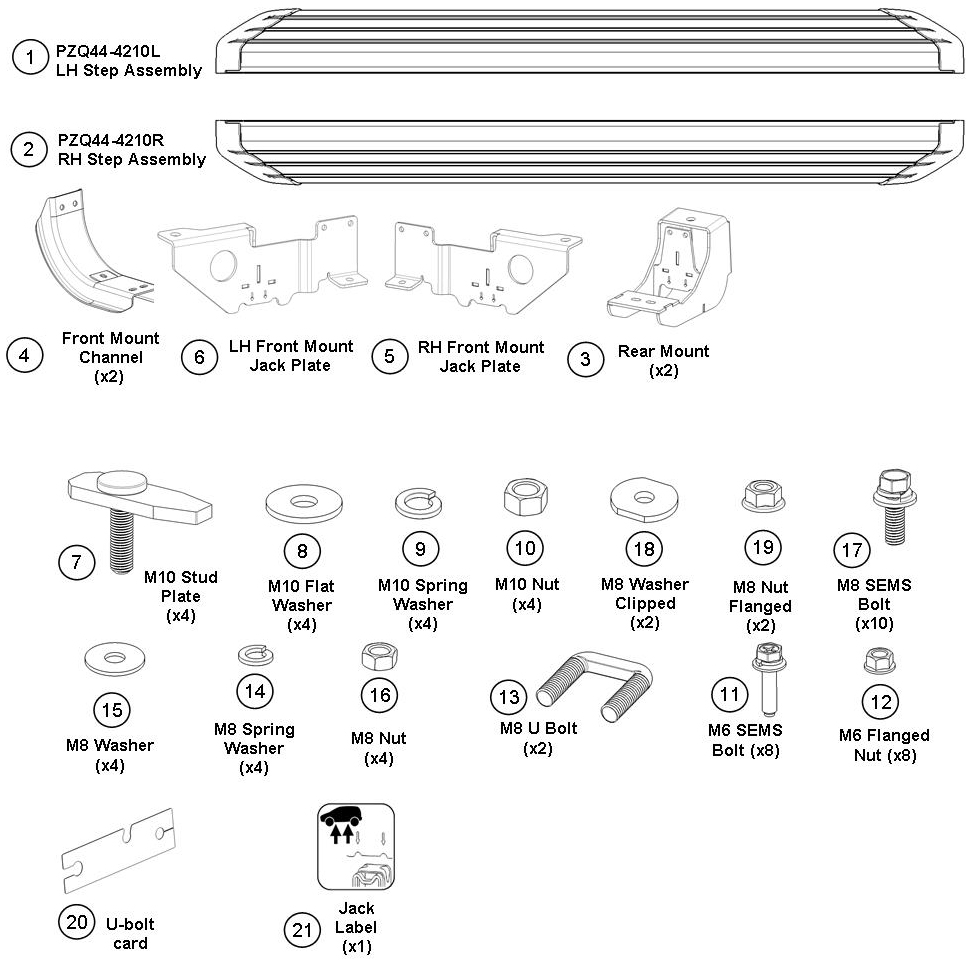 1
PZQ44-4210L
LH Step Assembly
2
PZQ44-4210R
RH Step Assembly
4
Front Mount
Channel
(x2)
6
LH Front Mount
Jack Plate
5
RH Front Mount
Jack Plate
3
Rear Mount
(x2)
7
M10 Stud
Plate
(x4)
8
M10 Flat
Washer
(x4)
9
M10 Spring
Washer
(x4)
10
M10 Nut
(x4)
18
M8 Washer
Clipped
(x2)
19
M8 Nut
Flanged
(x2)
17
M8 SEMS
Bolt
(x10)
15
M8 Washer
(x4)
14
M8 Spring
Washer
(x4)
16
M8 Nut
(x4)
13
M8 U Bolt
(x2)
11
M6 SEMS
Bolt (x8)
12
M6 Flanged
Nut (x8)
20
U-bolt
card
21
Jack
Label
(x1)